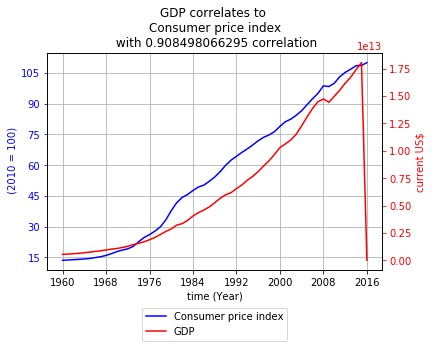 GDP correlates to
Consumer price index
with 0.908498066295 correlation
1e13
105
90
75
60
45
30
15
(2010 = 100)
1.75
1.50
1.25
1.00
0.75
0.50
0.25
0.00
current US$
1960 1968 1976 1984 1992 2000 2008 2016
time (Year)
Consumer price index
GDP